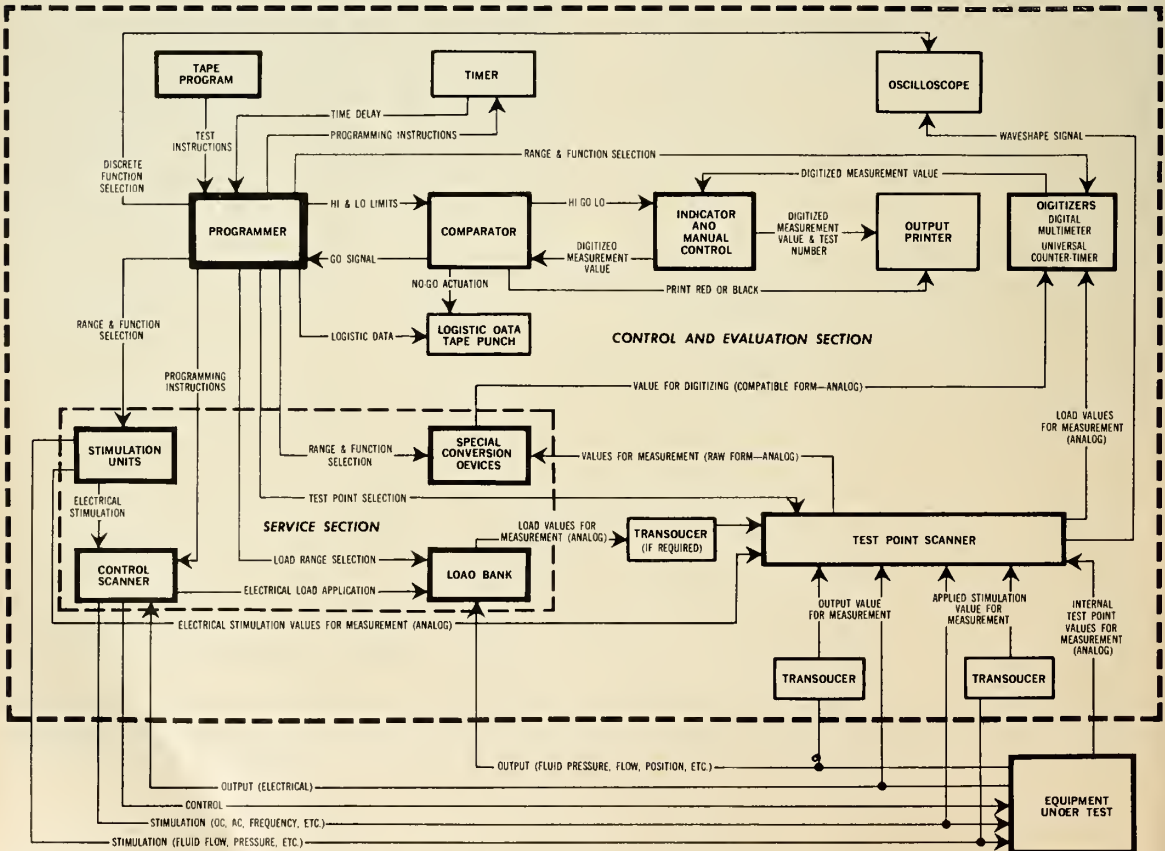 TAPE
PROGRAM
TIMER
OSCILLOSCOPE
TIME DELAY
PROGRAMMING INSTRUCTIONS
WAVESHAPE SIGNAL
TEST
INSTRUCTIONS
DISCRETE
FUNCTION
SELECTION
RANGE & FUNCTION SELECTION
DIGITIZED MEASUREMENT VALUE
PROGRAMMER
HI & LO LIMITS
COMPARATOR
HI GO LO
INDICATOR
AND
MANUAL
CONTROL
DIGITIZED
MEASUREMENT
VALUE & TEST
NUMBER
OUTPUT
PRINTER
OIGITIZERS
DIGITAL
MULTIMETER
UNIVERSAL
COUNTER-TIMER
GO SIGNAL
DIGITIZED
MEASUREMENT
VALUE
NO-GO ACTUATION
PRINT RED OR BLACK
RANGE & FUNCTION
SELECTION
LOGISTIC DATA
LOGISTIC DATA
TAPE PUNCH
CONTROL AND EVALUATION SECTION
PROGRAMMING
INSTRUCTIONS
VALUE FOR DIGITIZING (COMPATIBLE FORM—ANALOG)
LOAD VALUES
FOR MEASUREMENT
(ANALOG)
STIMULATION
UNITS
RANGE & FUNCTION
SELECTION
SPECIAL
CONVERSION
OEVICES
VALUES FOR MEASUREMENT (RAW FORM—ANALOG)
ELECTRICAL
STIMULATION
TEST POINT SELECTION
SERVICE SECTION
LOAD VALUES FOR
MEASUREMENT (ANALOG)
TRANSOUCER
(IF REQUIRED)
TEST POINT SCANNER
CONTROL
SCANNER
LOAD RANGE SELECTION
LOAO BANK
ELECTRICAL LOAD APPLICATION
ELECTRICAL STIMULATION VALUES FOR MEASUREMENT (ANALOG)
OUTPUT VALUE
FOR MEASUREMENT
APPLIED STIMULATION
VALUE FOR
MEASUREMENT
INTERNAL
TEST POINT
VALUES FOR
MEASUREMENT
(ANALOG)
TRANSOUCER
TRANSOUCER
OUTPUT (FLUID PRESSURE, FLOW, POSITION, ETC.)
OUTPUT (ELECTRICAL)
CONTROL
STIMULATION (OC, AC, FREQUENCY, ETC.)
STIMULATION (FLUID FLOW, PRESSURE, ETC.)
EQUIPMENT
UNDER TEST